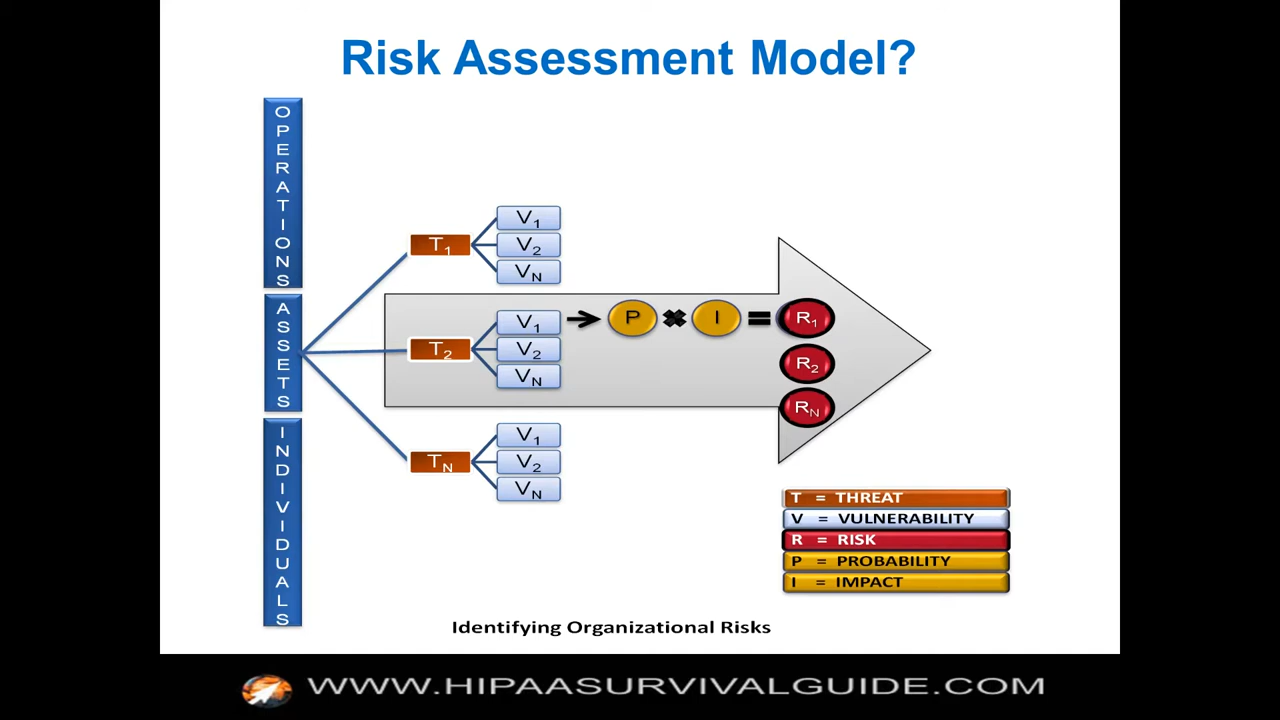 Risk Assessment Model?
OPERATIONS
ASSETS
INDIVIDUALS
T1
V1
V2
VN
T2
V1
V2
VN
P × I = R1
R2
RN
TN
V1
V2
VN
T = THREAT
V = VULNERABILITY
R = RISK
P = PROBABILITY
I = IMPACT
Identifying Organizational Risks
WWW.HIPAASURVIVALGUIDE.COM